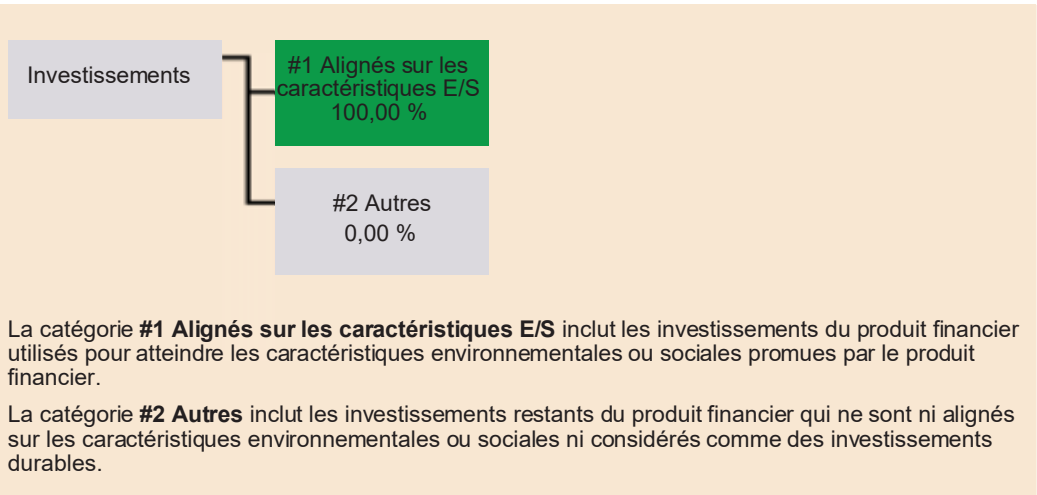 Investissements
#1 Alignés sur les
caractéristiques E/S
100,00 %
#2 Autres
0,00 %
La catégorie #1 Alignés sur les caractéristiques E/S inclut les investissements du produit financier
utilisés pour atteindre les caractéristiques environnementales ou sociales promues par le produit
financier.
La catégorie #2 Autres inclut les investissements restants du produit financier qui ne sont ni alignés
sur les caractéristiques environnementales ou sociales ni considérés comme des investissements
durables.